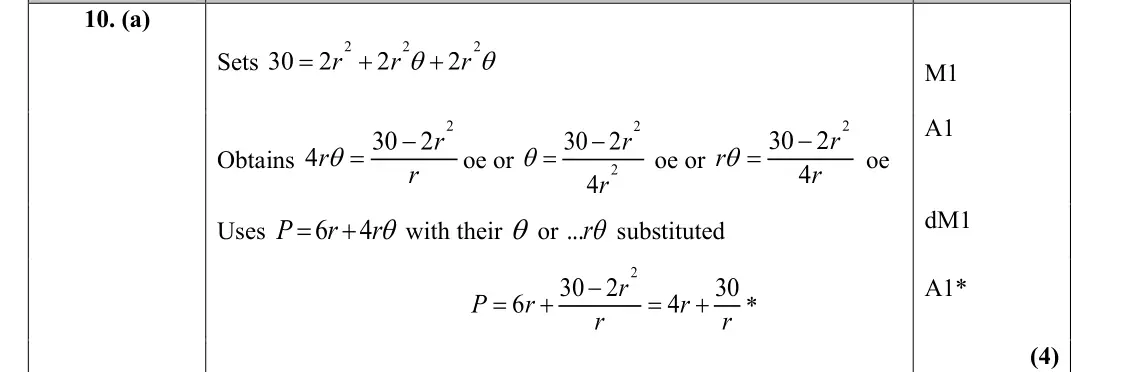 10. (a)
Sets 30 = 2r² + 2r²θ + 2r²θ
M1
Obtains 4rθ = (30 − 2r²)/r oe or θ = (30 − 2r²)/(4r²) oe or rθ = (30 − 2r²)/(4r) oe
A1
Uses P = 6r + 4rθ with their θ or ...rθ substituted
dM1
P = 6r + (30 − 2r²)/r = 4r + 30/r *
A1*
(4)